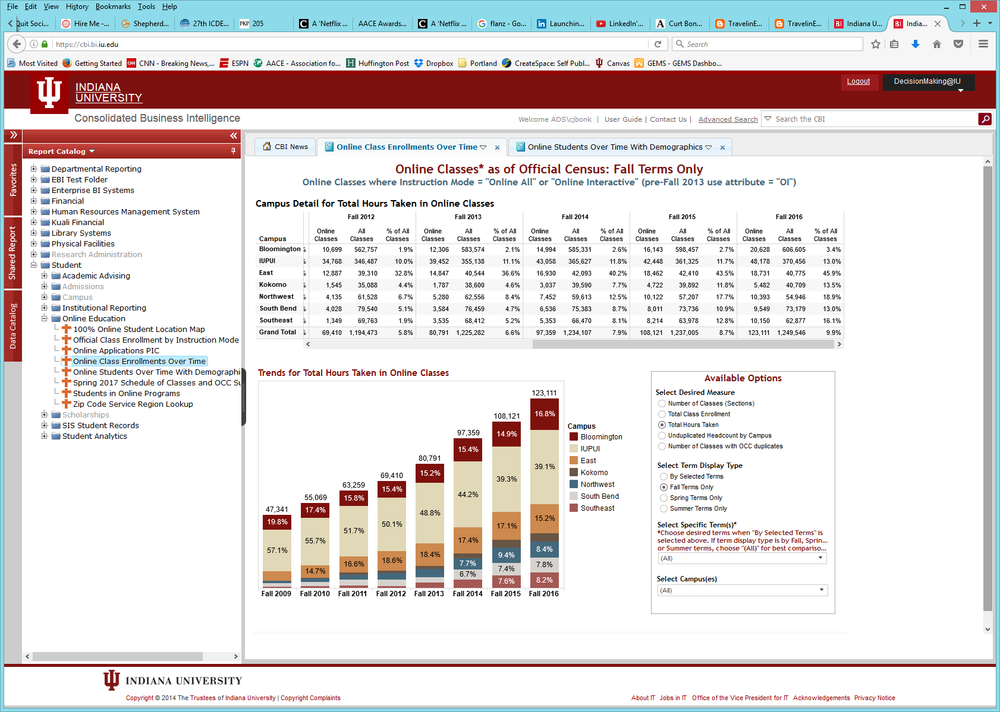 File Edit View History Bookmarks Tools Help
Quit Soci... Hire Me -... Shepherd... 27th ICDE... PKP 205 A 'Netflix ... AACE Awards... A 'Netflix ... flanz - Go... Launchin... LinkedIn'... Curt Bon... TravelinE... TravelinE... Indiana U... India...
https://cbi.bi.iu.edu Search
Most Visited Getting Started CNN - Breaking News,... ESPN AACE - Association fo... Huffington Post Dropbox Portland CreateSpace: Self Publ... Canvas GEMS - GEMS Dashbo...
INDIANA
UNIVERSITY
Logout DecisionMaking@IU
Consolidated Business Intelligence
Welcome ADS\cjbonk | User Guide | Contact Us | Advanced Search Search the CBI
Favorites
Shared Report
Data Catalog
Report Catalog
Departmental Reporting
EBI Test Folder
Enterprise BI Systems
Financial
Human Resources Management System
Kuali Financial
Library Systems
Physical Facilities
Research Administration
Student
Academic Advising
Admissions
Campus
Institutional Reporting
Online Education
100% Online Student Location Map
Official Class Enrollment by Instruction Mode
Online Applications PIC
Online Class Enrollments Over Time
Online Students Over Time With Demographi
Spring 2017 Schedule of Classes and OCC Su
Students in Online Programs
Zip Code Service Region Lookup
Scholarships
SIS Student Records
Student Analytics
CBI News Online Class Enrollments Over Time Online Students Over Time With Demographics
Online Classes* as of Official Census: Fall Terms Only
Online Classes where Instruction Mode = "Online All" or "Online Interactive" (pre-Fall 2013 use attribute = "OI")
Campus Detail for Total Hours Taken in Online Classes
Fall 2012 Fall 2013 Fall 2014 Fall 2015 Fall 2016
Online All % of All Online All % of All Online All % of All Online All % of All Online All % of All
Campus Classes Classes Classes Classes Classes Classes Classes Classes Classes Classes Classes Classes Classes Classes Classes
Bloomington % 10,699 562,757 1.9% 12,306 583,574 2.1% 14,994 585,331 2.6% 16,143 598,457 2.7% 20,628 606,605 3.4%
IUPUI % 34,768 346,487 10.0% 39,452 355,138 11.1% 43,058 365,627 11.8% 42,448 361,325 11.7% 48,178 370,456 13.0%
East % 12,887 39,310 32.8% 14,847 40,544 36.6% 16,930 42,093 40.2% 18,462 42,410 43.5% 18,731 40,775 45.9%
Kokomo % 1,545 35,088 4.4% 1,787 38,600 4.6% 3,037 39,590 7.7% 4,722 39,892 11.8% 5,482 40,709 13.5%
Northwest % 4,135 61,528 6.7% 5,280 62,556 8.4% 7,452 59,613 12.5% 10,122 57,207 17.7% 10,393 54,946 18.9%
South Bend % 4,028 79,540 5.1% 3,584 76,459 4.7% 6,536 75,383 8.7% 8,011 73,736 10.9% 9,549 73,179 13.0%
Southeast % 1,349 69,763 1.9% 3,535 68,412 5.2% 5,353 66,470 8.1% 8,214 63,978 12.8% 10,150 62,877 16.1%
Grand Total % 69,410 1,194,473 5.8% 80,791 1,225,282 6.6% 97,359 1,234,107 7.9% 108,121 1,237,005 8.7% 123,111 1,249,546 9.9%
Trends for Total Hours Taken in Online Classes
47,341 55,069 63,259 69,410 80,791 97,359 108,121 123,111
19.8% 17.4% 15.8% 15.4% 15.2% 15.4% 14.9% 16.8%
57.1% 55.7% 51.7% 50.1% 48.8% 44.2% 39.3% 39.1%
14.7% 16.6% 18.6% 18.4% 17.4% 17.1% 15.2%
7.7% 9.4% 8.4%
6.7% 7.4% 7.8%
7.6% 8.2%
Fall 2009 Fall 2010 Fall 2011 Fall 2012 Fall 2013 Fall 2014 Fall 2015 Fall 2016
Campus
Bloomington
IUPUI
East
Kokomo
Northwest
South Bend
Southeast
Available Options
Select Desired Measure
Number of Classes (Sections)
Total Class Enrollment
Total Hours Taken
Unduplicated Headcount by Campus
Number of Classes with OCC duplicates
Select Term Display Type
By Selected Terms
Fall Terms Only
Spring Terms Only
Summer Terms Only
Select Specific Term(s)*
*Choose desired terms when "By Selected Terms" is
selected above. If term display type is by Fall, Sprin...
or Summer terms, choose "(All)" for best compariso...
(All)
Select Campus(es)
(All)
INDIANA UNIVERSITY
Copyright © 2014 The Trustees of Indiana University | Copyright Complaints
About IT Jobs in IT Office of the Vice President for IT Acknowledgements Privacy Notice